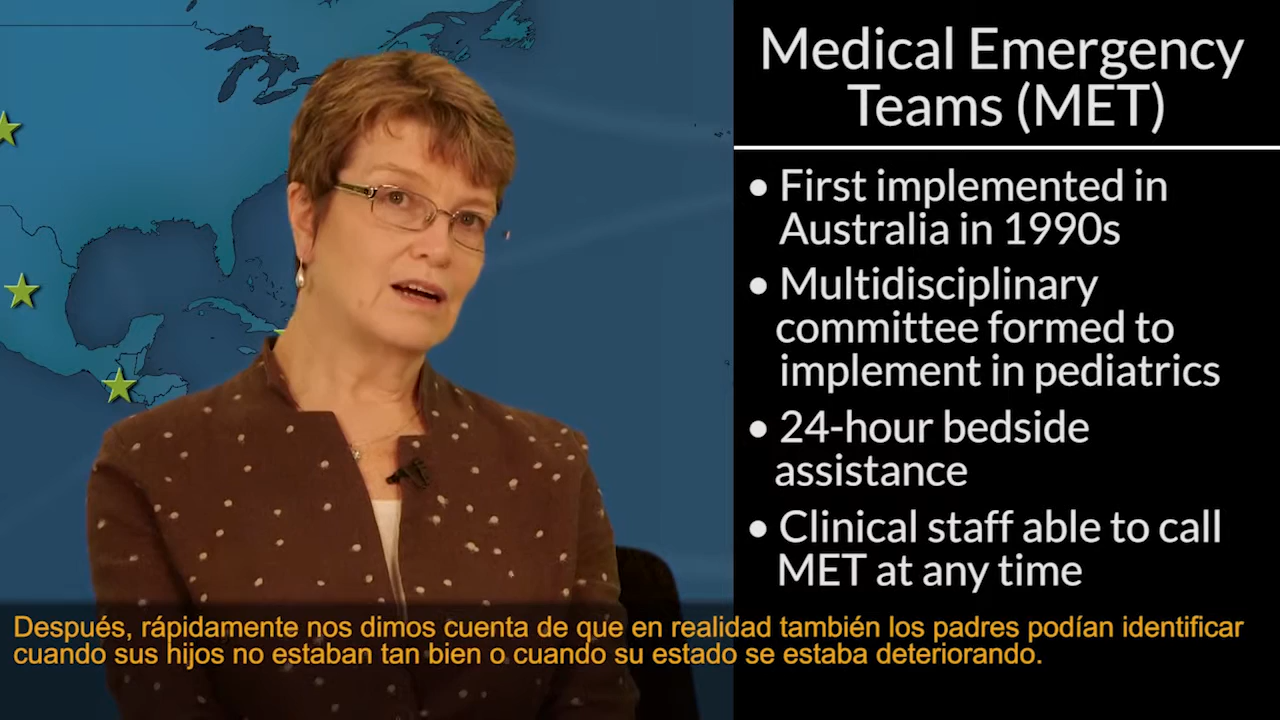 Medical Emergency
Teams (MET)
• First implemented in
Australia in 1990s
• Multidisciplinary
committee formed to
implement in pediatrics
• 24-hour bedside
assistance
• Clinical staff able to call
MET at any time
Después, rápidamente nos dimos cuenta de que en realidad también los padres podían identificar
cuando sus hijos no estaban tan bien o cuando su estado se estaba deteriorando.